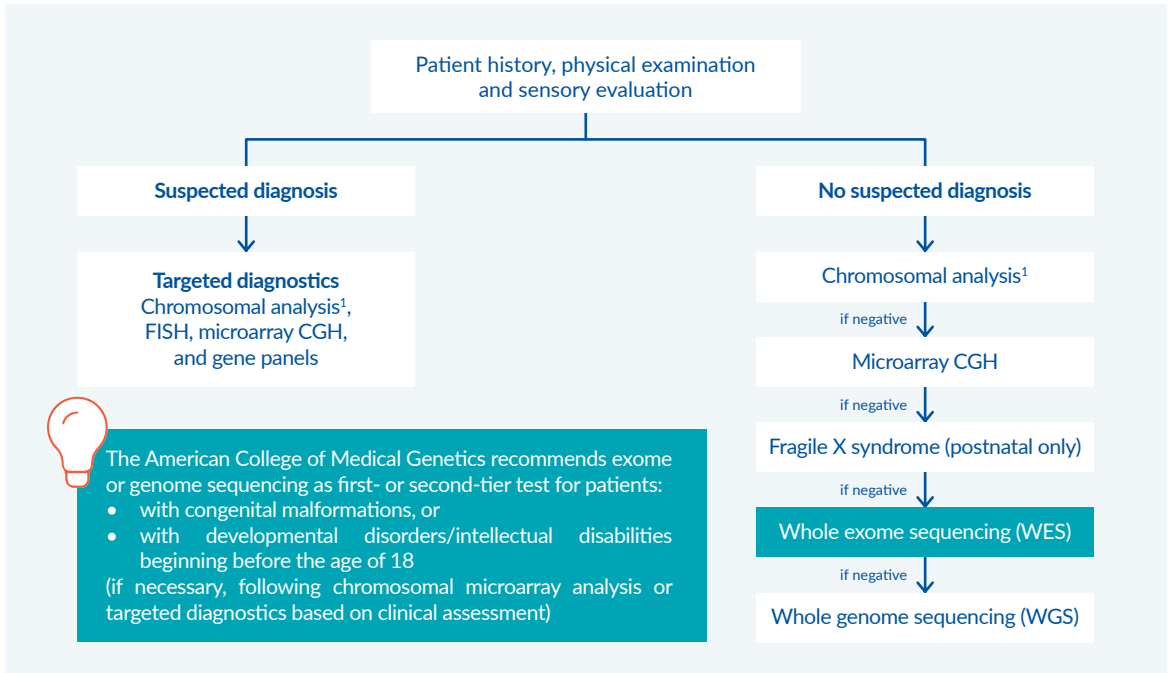 Patient history, physical examination
and sensory evaluation
Suspected diagnosis
Targeted diagnostics
Chromosomal analysis¹,
FISH, microarray CGH,
and gene panels
No suspected diagnosis
Chromosomal analysis¹
if negative
Microarray CGH
if negative
Fragile X syndrome (postnatal only)
if negative
Whole exome sequencing (WES)
if negative
Whole genome sequencing (WGS)
The American College of Medical Genetics recommends exome
or genome sequencing as first- or second-tier test for patients:
• with congenital malformations, or
• with developmental disorders/intellectual disabilities
beginning before the age of 18
(if necessary, following chromosomal microarray analysis or
targeted diagnostics based on clinical assessment)